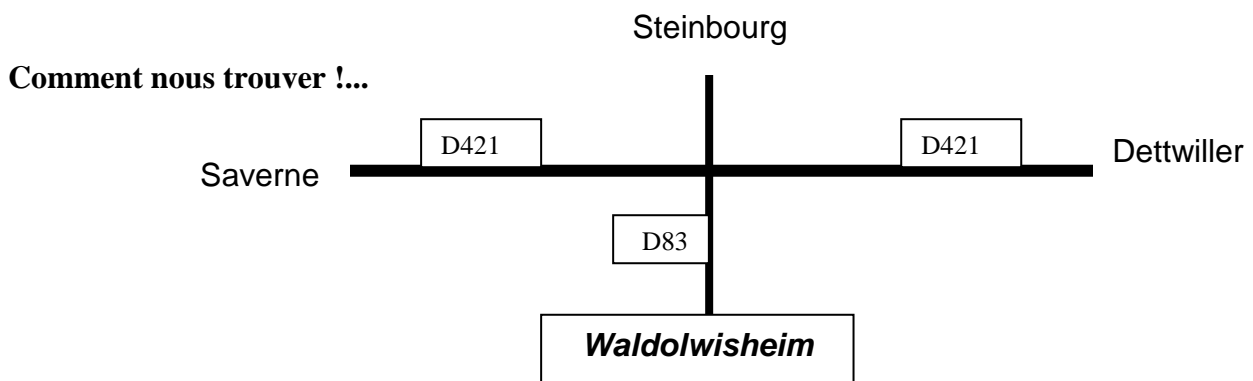 Steinbourg
Comment nous trouver !...
D421
D421
Dettwiller
Saverne
D83
Waldolwisheim